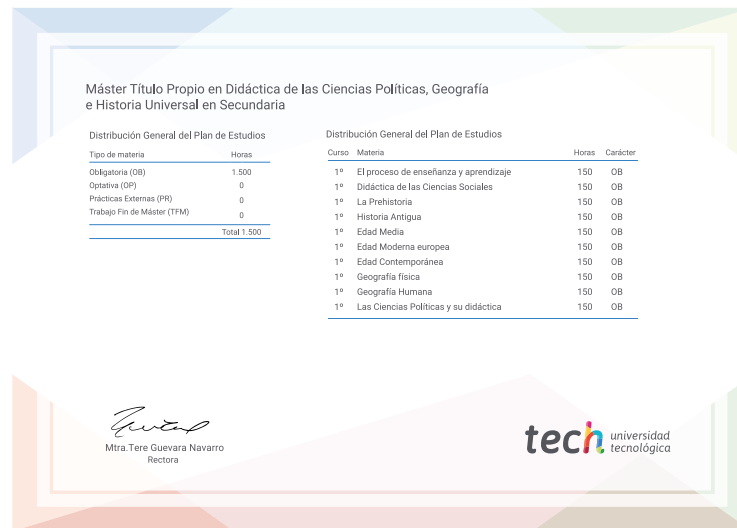 Máster Título Propio en Didáctica de las Ciencias Políticas, Geografía
e Historia Universal en Secundaria
Distribución General del Plan de Estudios
Tipo de materia Horas
Obligatoria (OB) 1.500
Optativa (OP) 0
Prácticas Externas (PR) 0
Trabajo Fin de Máster (TFM) 0
Total 1.500
Distribución General del Plan de Estudios
Curso Materia Horas Carácter
1º El proceso de enseñanza y aprendizaje 150 OB
1º Didáctica de las Ciencias Sociales 150 OB
1º La Prehistoria 150 OB
1º Historia Antigua 150 OB
1º Edad Media 150 OB
1º Edad Moderna europea 150 OB
1º Edad Contemporánea 150 OB
1º Geografía física 150 OB
1º Geografía Humana 150 OB
1º Las Ciencias Políticas y su didáctica 150 OB
Mtra.Tere Guevara Navarro
Rectora
tech universidad
tecnológica